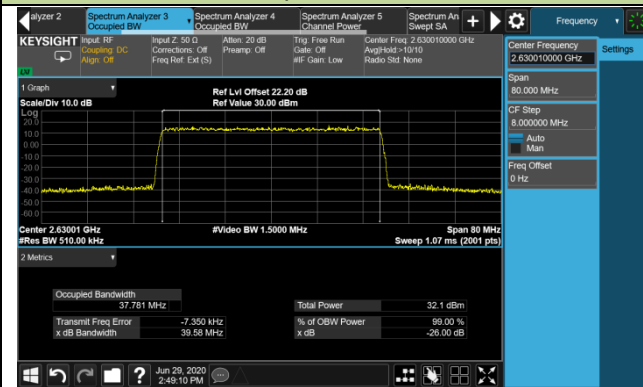 alyzer 2
Spectrum Analyzer 3
Occupied BW
Spectrum Analyzer 4
Occupied BW
Spectrum Analyzer 5
Channel Power
Spectrum An
Swept SA
Frequency
KEYSIGHT
Input: RF
Coupling: DC
Align: Off
Input Z: 50 Ω
Corrections: Off
Freq Ref: Ext (S)
Atten: 20 dB
Preamp: Off
Trig: Free Run
Gate: Off
#IF Gain: Low
Center Freq: 2.630010000 GHz
Avg|Hold:>10/10
Radio Std: None
Center Frequency
2.630010000 GHz
Settings
Span
80.000 MHz
CF Step
8.000000 MHz
Auto
Man
Freq Offset
0 Hz
1 Graph
Scale/Div 10.0 dB
Ref Lvl Offset 22.20 dB
Ref Value 30.00 dBm
Log
20.0
10.0
0.00
-10.0
-20.0
-30.0
-40.0
-50.0
-60.0
Center 2.63001 GHz
#Res BW 510.00 kHz
#Video BW 1.5000 MHz
Span 80 MHz
Sweep 1.07 ms (2001 pts)
2 Metrics
Occupied Bandwidth
37.781 MHz
Total Power 32.1 dBm
Transmit Freq Error -7.350 kHz
% of OBW Power 99.00 %
x dB Bandwidth 39.58 MHz
x dB -26.00 dB
Jun 29, 2020
2:49:10 PM